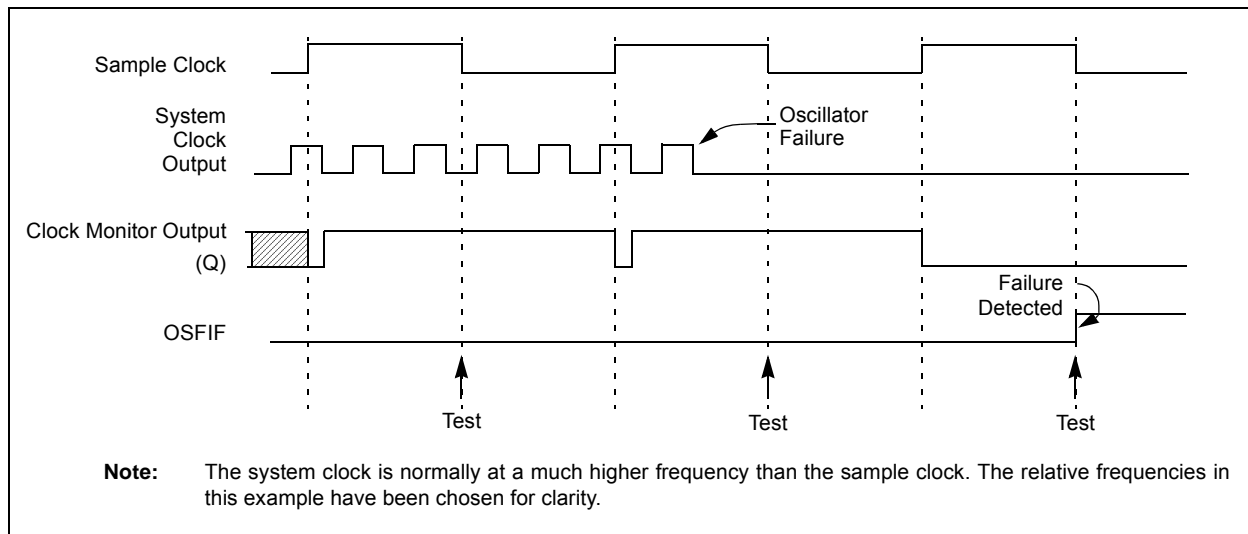 Sample Clock
System
Clock
Output
Oscillator
Failure
Clock Monitor Output
(Q)
Failure
Detected
OSFIF
Test
Test
Test
Note: The system clock is normally at a much higher frequency than the sample clock. The relative frequencies in
this example have been chosen for clarity.